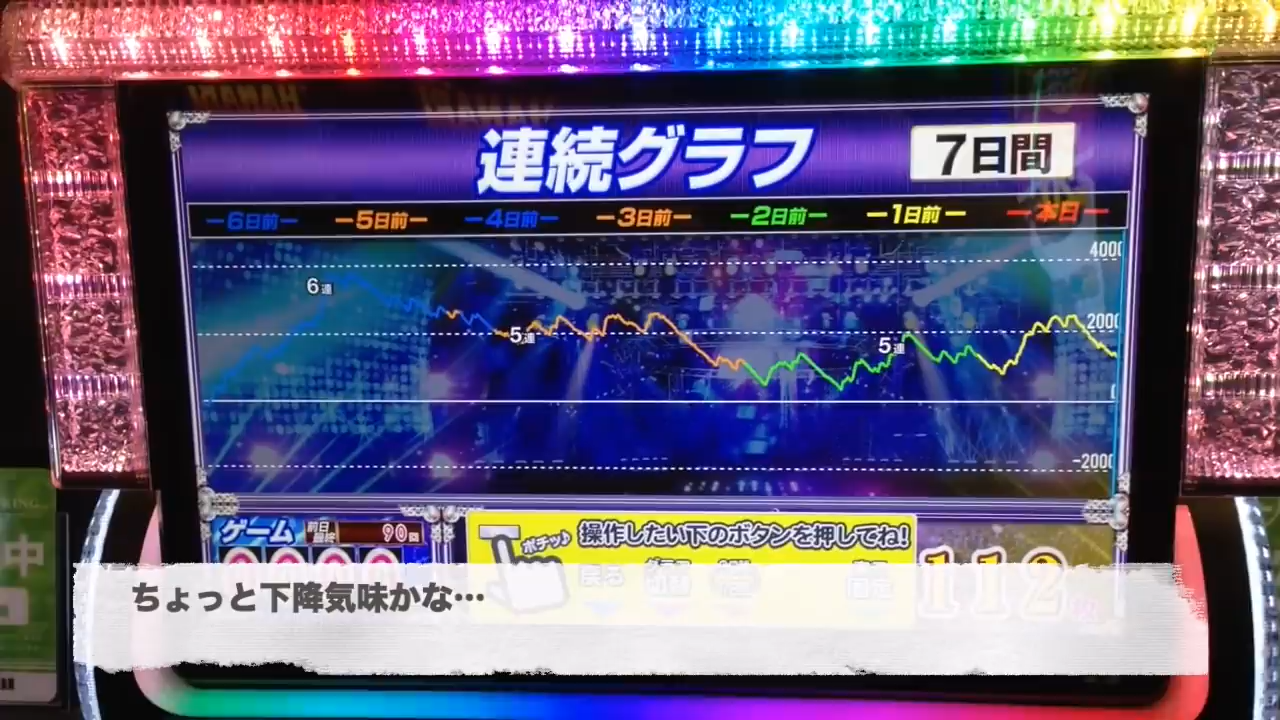 連続グラフ
7日間
6日前 5日前 4日前 3日前 2日前 1日前 本日
4000
6連
2000
5連
5連
0
-2000
ゲーム 前日最終 90回
ポチッ♪ 操作したい下のボタンを押してね!
戻る
112
ちょっと下降気味かな…
中